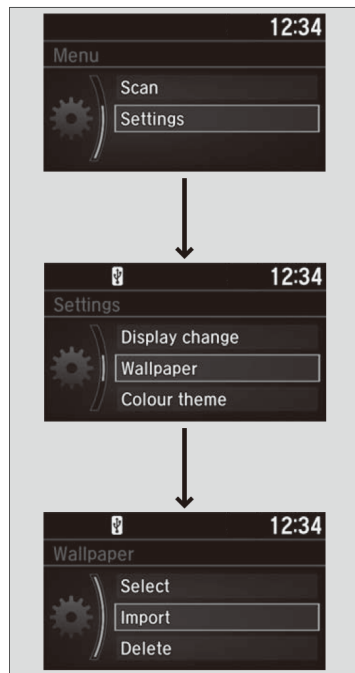 12:34
Menu
Scan
Settings
12:34
Settings
Display change
Wallpaper
Colour theme
12:34
Wallpaper
Select
Import
Delete